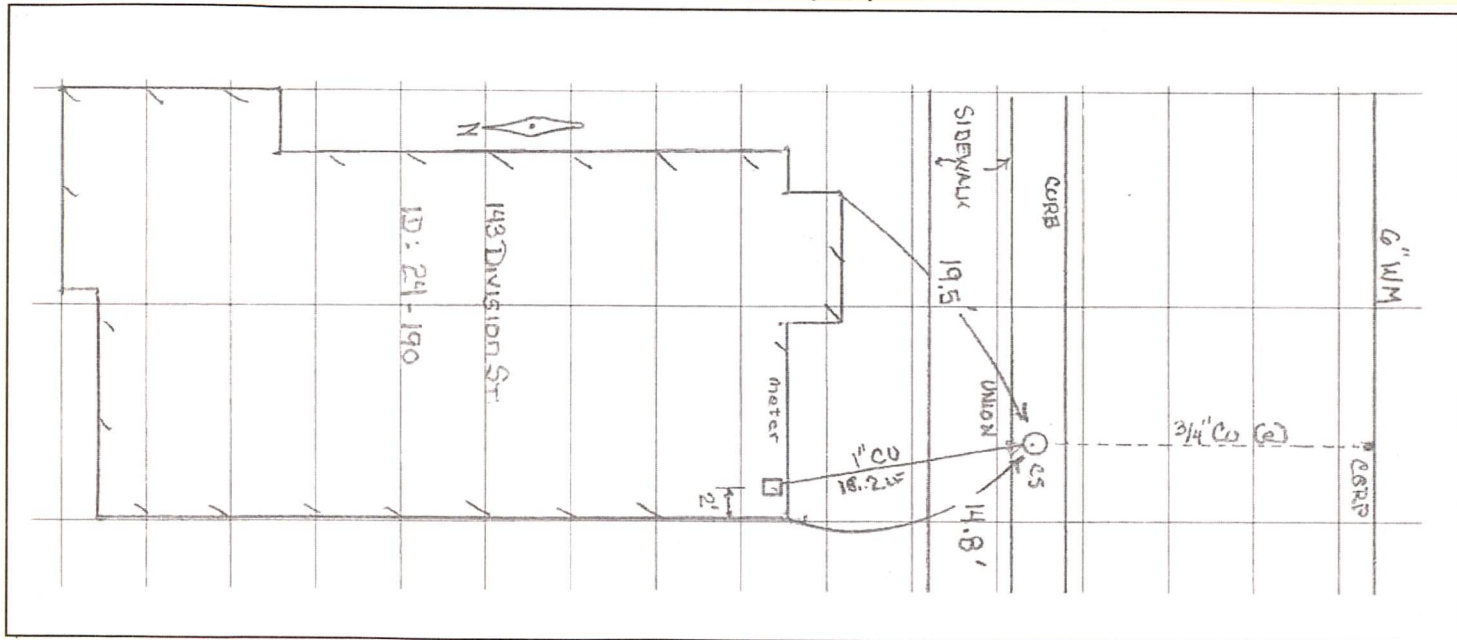 N
SIDEWALK
CURB
6" WM
143 Division St
ID: 24-190
19.5'
meter
UNION
1" CU
18.2 LF
CS
3/4" CU (e)
CORP
2'
14.8'